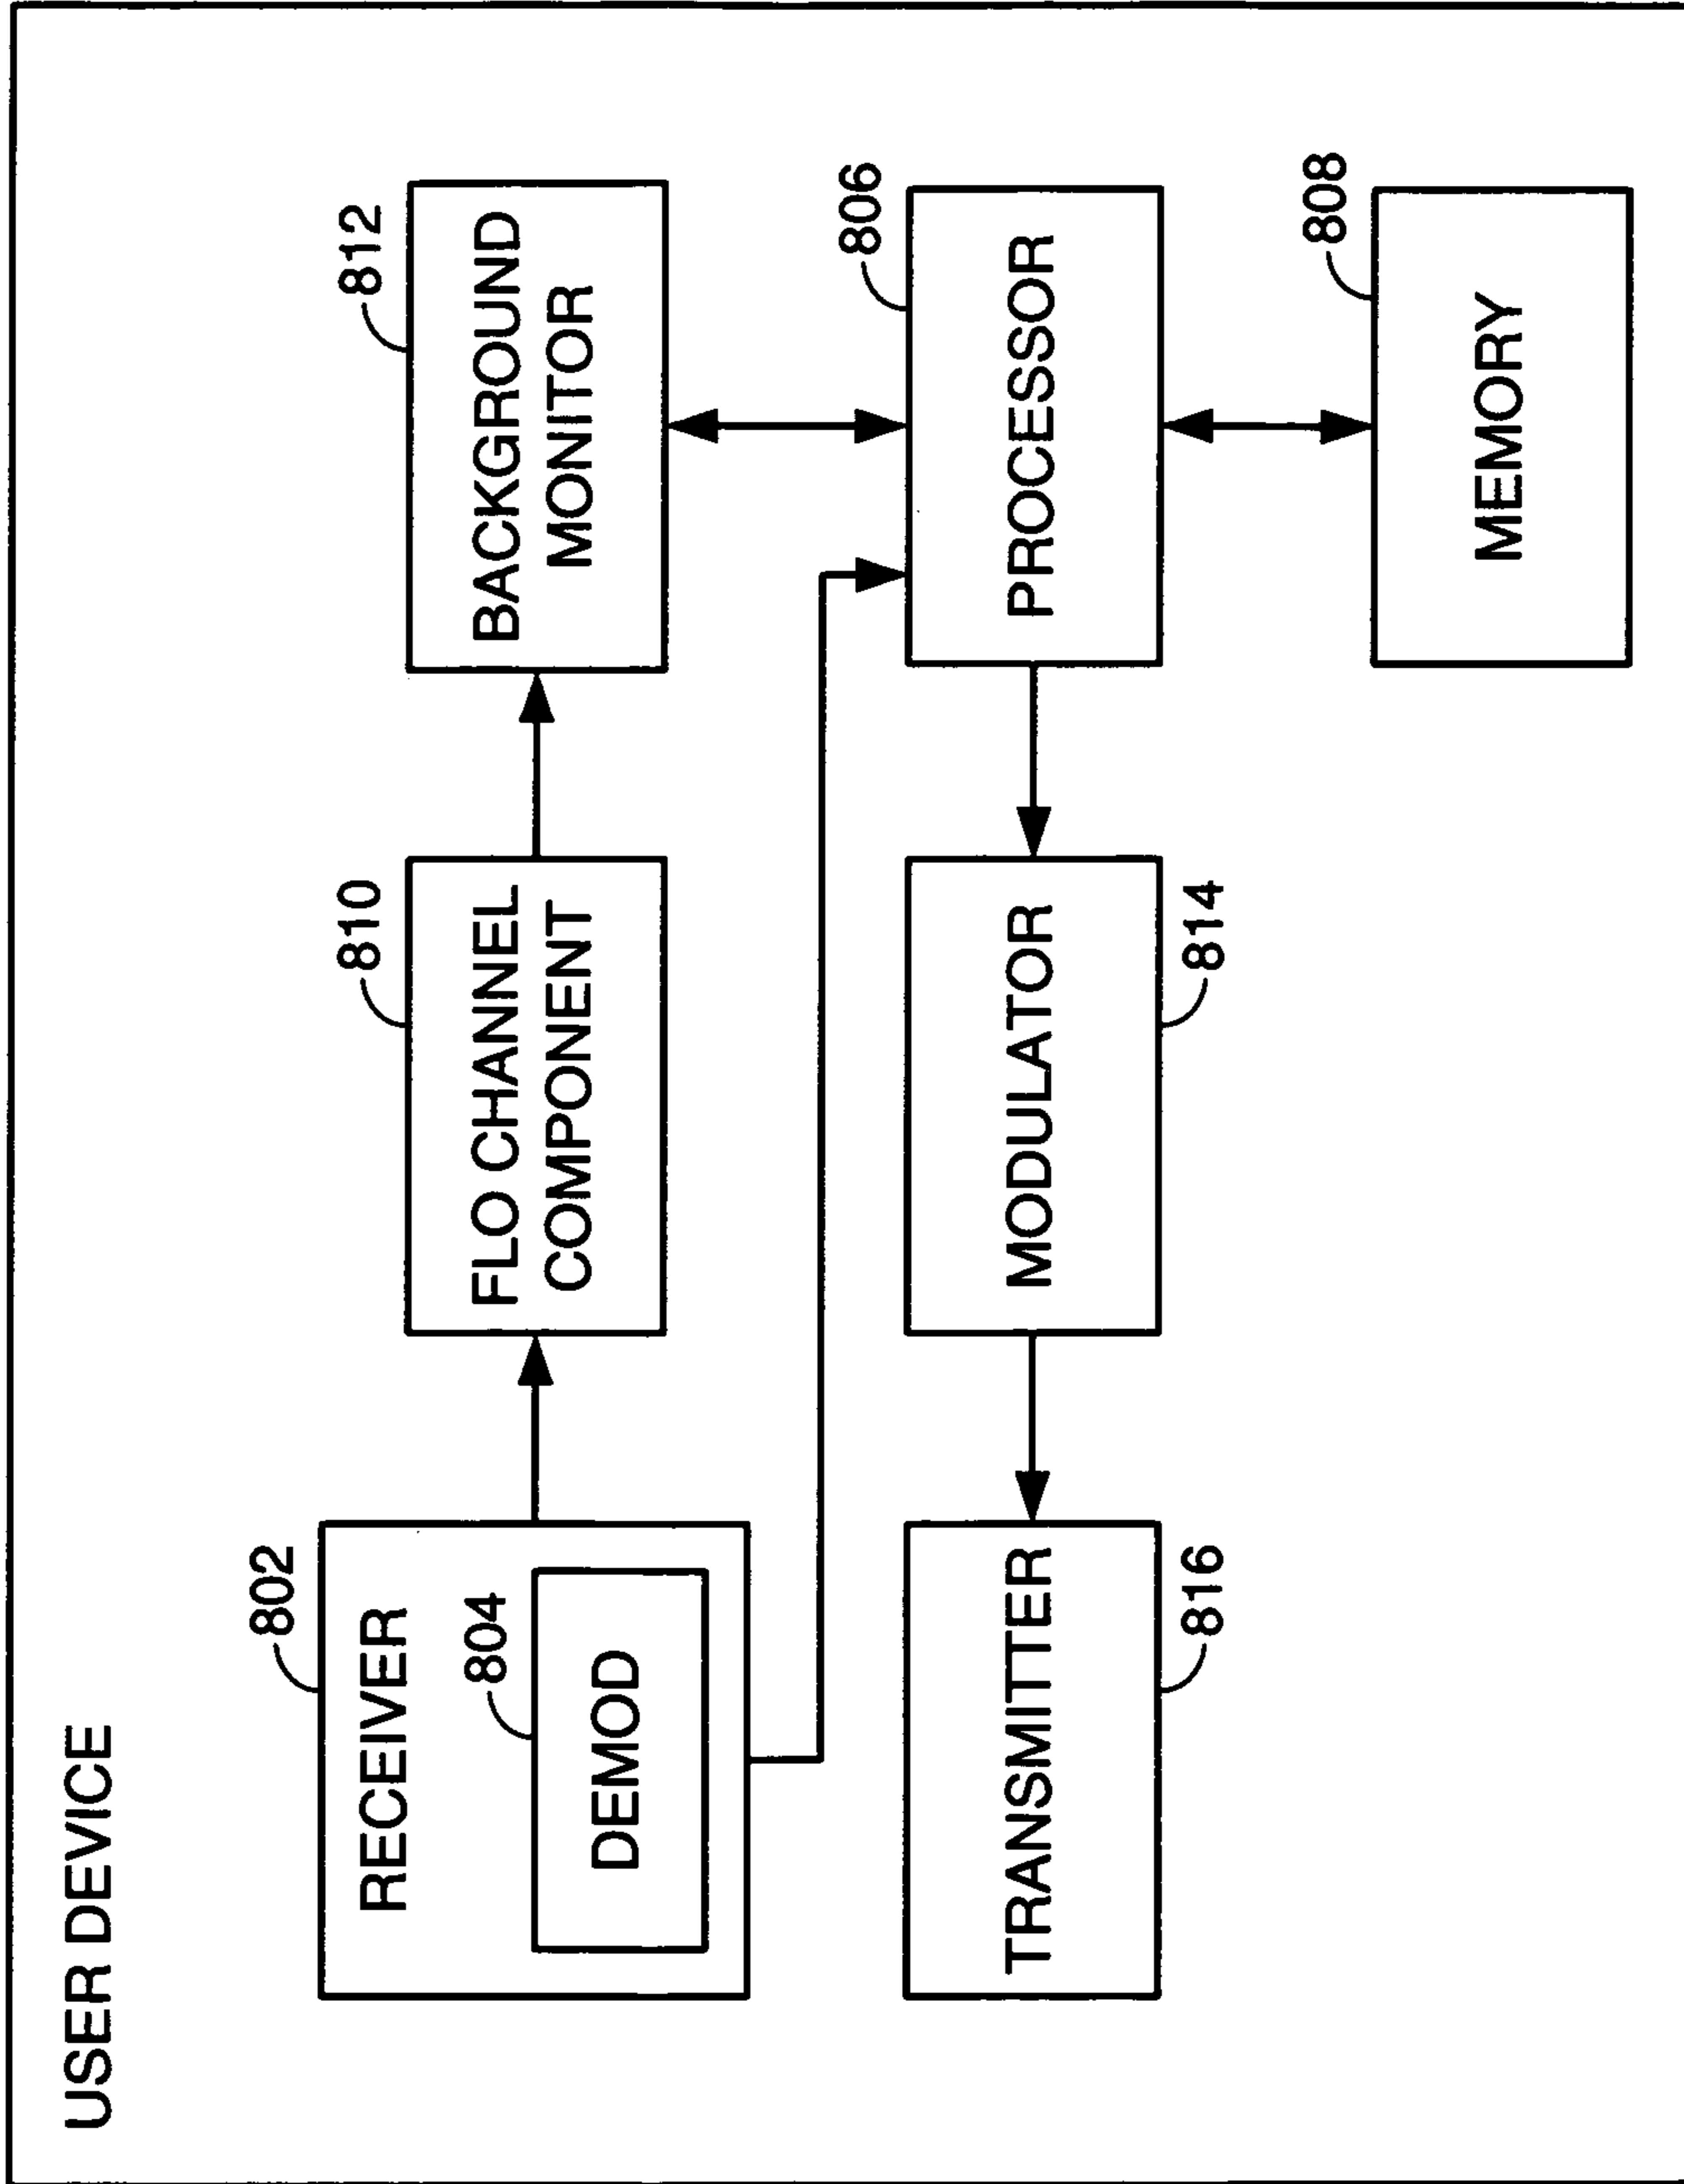 USER DEVICE
802
RECEIVER
804
DEMOD
810
FLO CHANNEL
COMPONENT
812
BACKGROUND
MONITOR
806
PROCESSOR
MODULATOR
814
TRANSMITTER
816
808
MEMORY